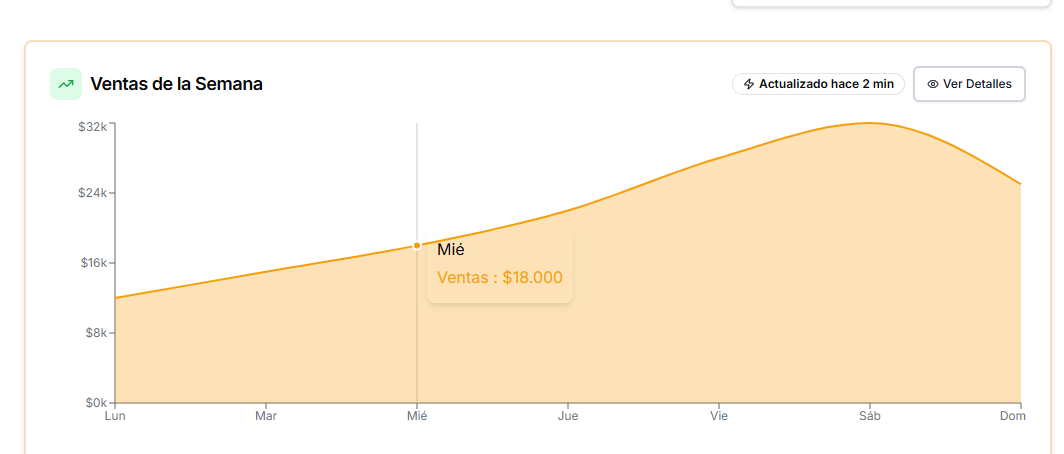 Ventas de la Semana
Actualizado hace 2 min
Ver Detalles
$32k
$24k
$16k
$8k
$0k
Mié
Ventas : $18.000
Lun
Mar
Mié
Jue
Vie
Sáb
Dom